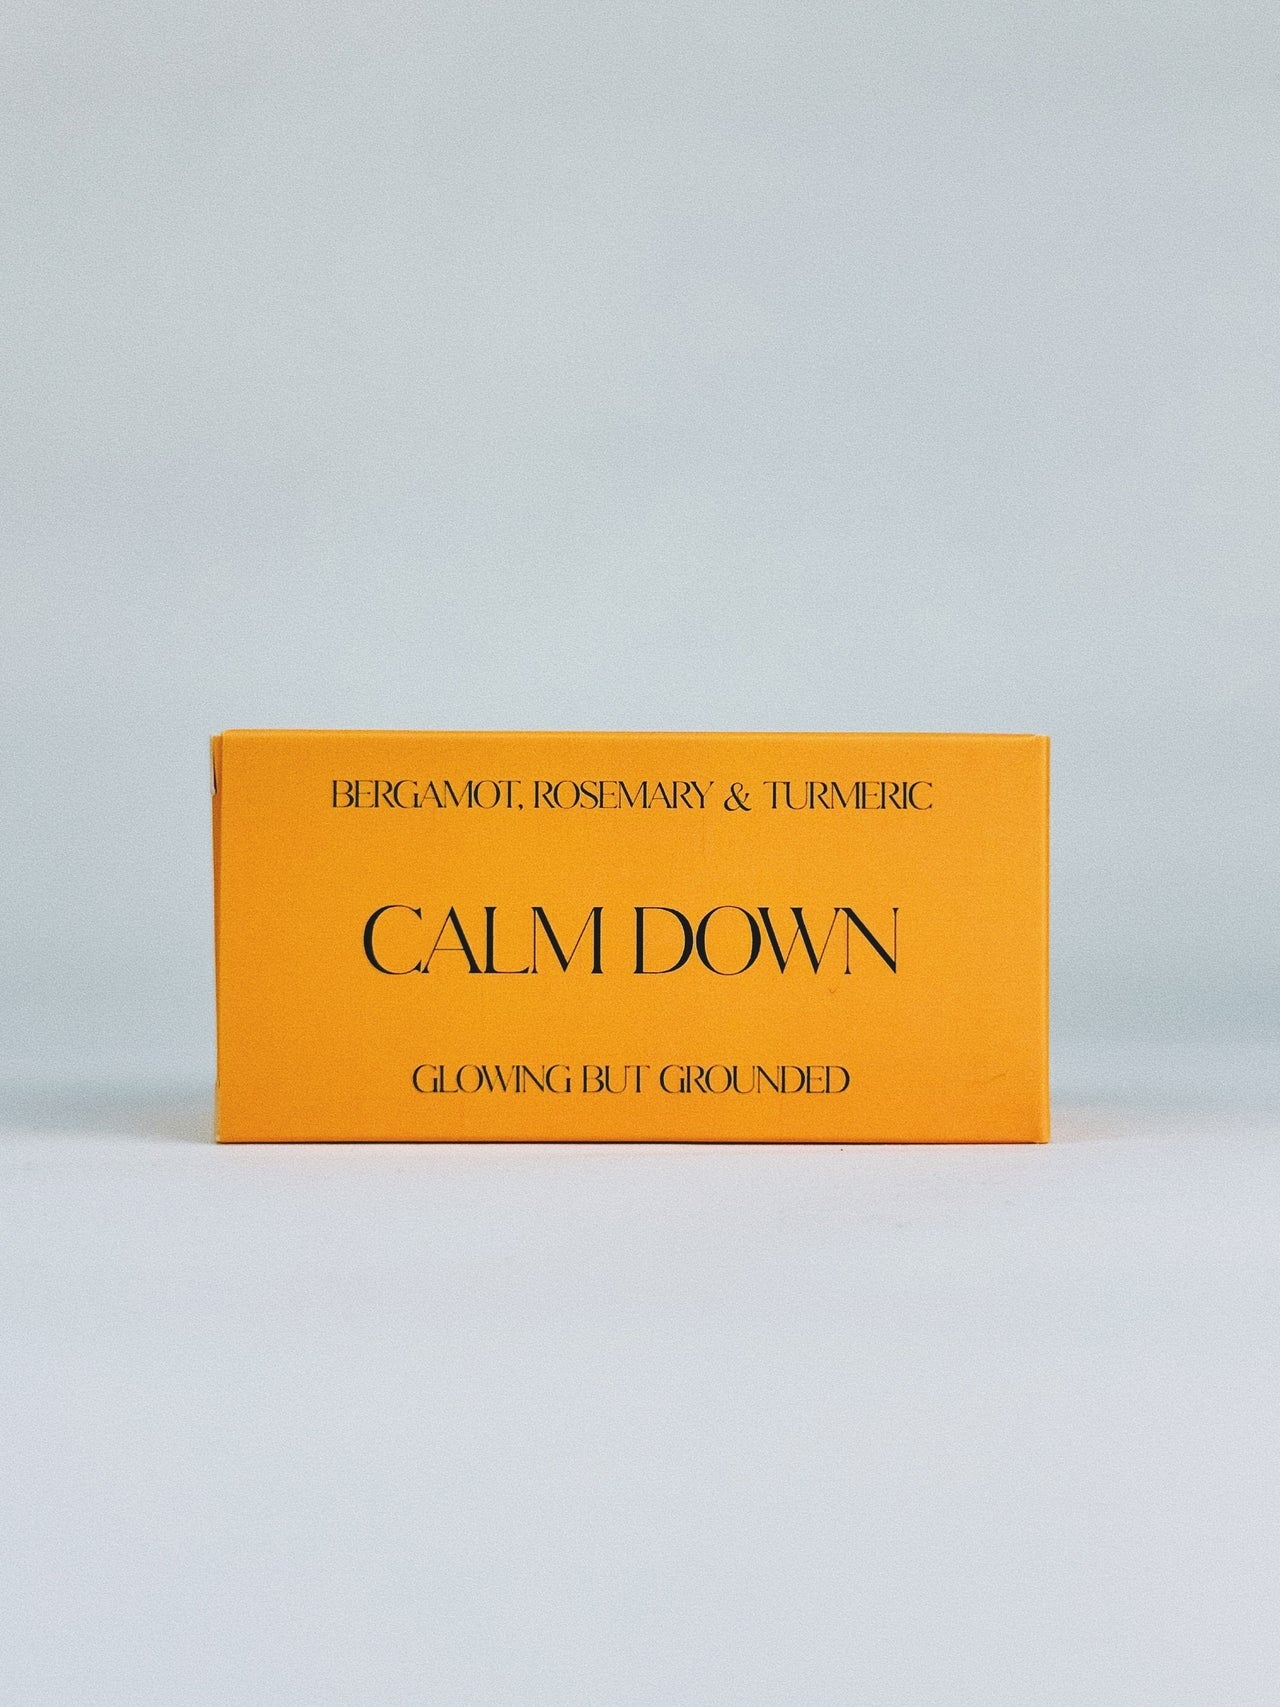 BERGAMOT, ROSEMARY & TURMERIC
CALM DOWN
GLOWING BUT GROUNDED